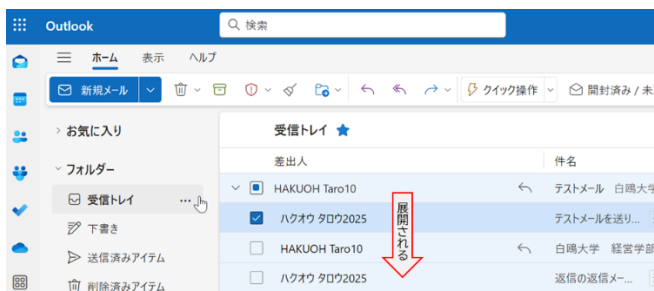 Outlook
検索
ホーム 表示 ヘルプ
新規メール クイック操作 開封済み / 未
お気に入り
受信トレイ
フォルダー
差出人 件名
受信トレイ ...
HAKUOH Taro10 テストメール 白鴎大学
下書き
ハクオウ タロウ2025 テストメールを送り...
送信済みアイテム
HAKUOH Taro10 白鴎大学 経営学部
削除済みアイテム
ハクオウ タロウ2025 返信の返信メー...
展開される